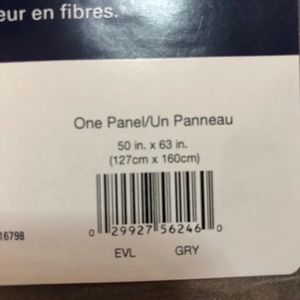 eur en fibres.
One Panel/Un Panneau
50 in. x 63 in.
(127cm x 160cm)
16798
0 29927 56246 0
EVL GRY